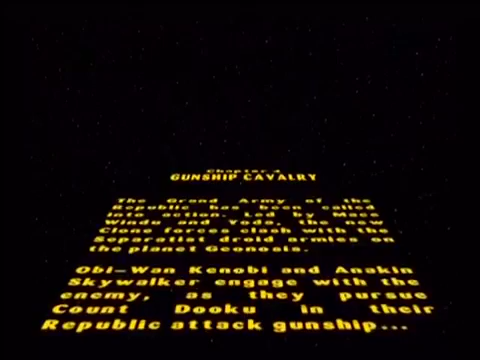 Chapter
GUNSHIP CAVALRY
The Grand Army of the
Republic has been called
into action. Led by Mace
Windu and Yoda, the new
Clone forces clash with the
Separatist droid armies on
the planet Geonosis.
Obi-Wan Kenobi and Anakin
Skywalker engage with the
enemy, as they pursue
Count Dooku in their
Republic attack gunship...